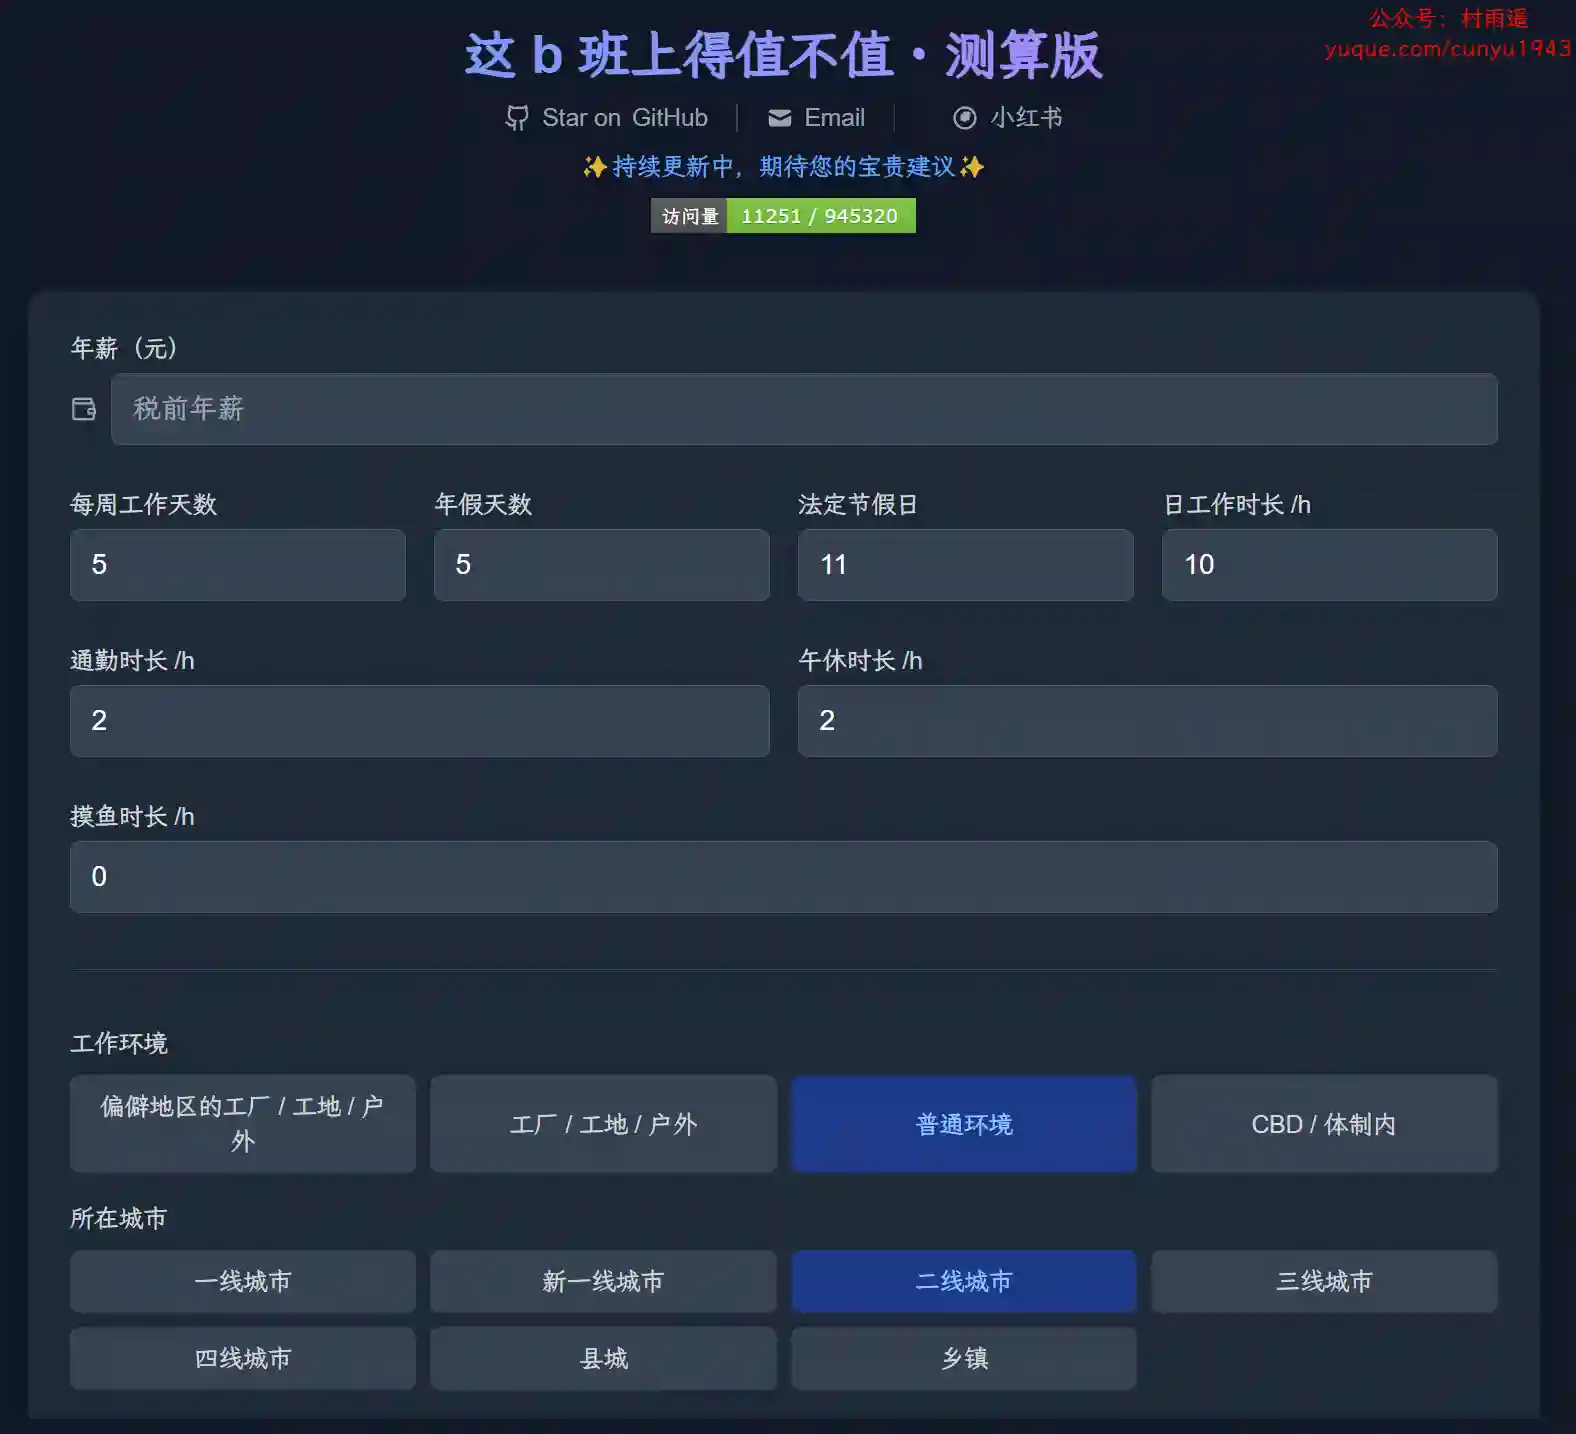 公众号：村雨遥
yuque.com/cunyu1943
这 b 班上得值不值·测算版
Star on GitHub
Email
小红书
✨持续更新中，期待您的宝贵建议✨
访问量 11251 / 945320
年薪（元）
税前年薪
每周工作天数 年假天数 法定节假日 日工作时长 /h
5 5 11 10
通勤时长 /h 午休时长 /h
2 2
摸鱼时长 /h
0
工作环境
偏僻地区的工厂 / 工地 / 户
外
工厂 / 工地 / 户外
普通环境
CBD / 体制内
所在城市
一线城市 新一线城市 二线城市 三线城市
四线城市 县城 乡镇